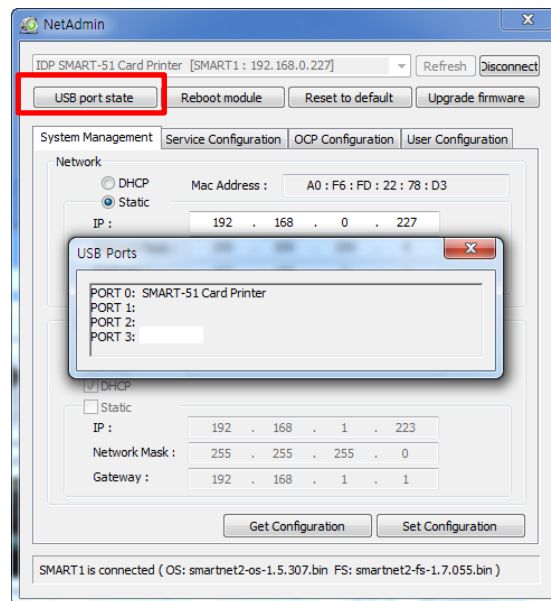 NetAdmin
IDP SMART-51 Card Printer [SMART1 : 192.168.0.227] Refresh Disconnect
USB port state Reboot module Reset to default Upgrade firmware
System Management Service Configuration OCP Configuration User Configuration
Network
DHCP Mac Address : A0 : F6 : FD : 22 : 78 : D3
Static
IP : 192 . 168 . 0 . 227
USB Ports
PORT 0: SMART-51 Card Printer
PORT 1:
PORT 2:
PORT 3:
DHCP
Static
IP : 192 . 168 . 1 . 223
Network Mask : 255 . 255 . 255 . 0
Gateway : 192 . 168 . 1 . 1
Get Configuration Set Configuration
SMART1 is connected ( OS: smartnet2-os-1.5.307.bin FS: smartnet2-fs-1.7.055.bin )